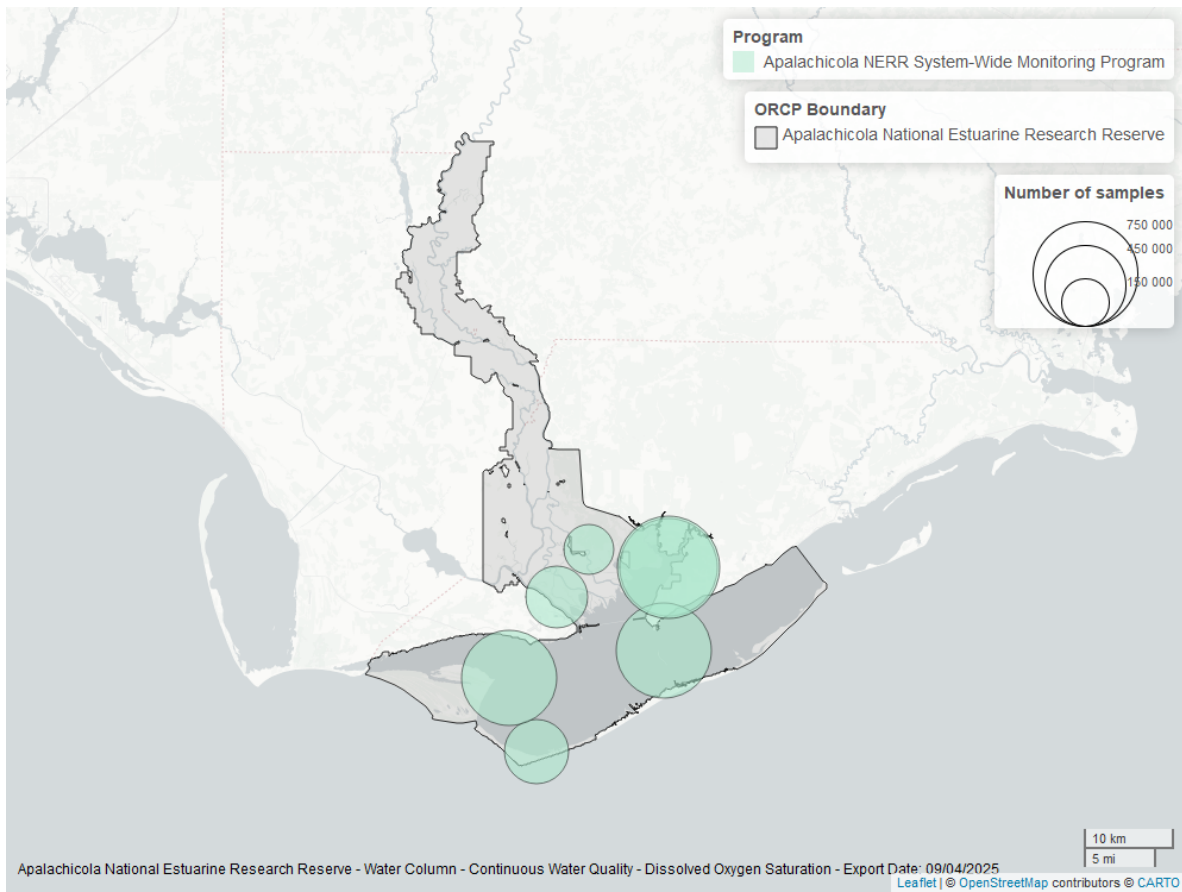 Program
Apalachicola NERR System-Wide Monitoring Program
ORCP Boundary
Apalachicola National Estuarine Research Reserve
Number of samples
750 000
450 000
150 000
10 km
5 mi
Apalachicola National Estuarine Research Reserve - Water Column - Continuous Water Quality - Dissolved Oxygen Saturation - Export Date: 09/04/2025
Leaflet | © OpenStreetMap contributors © CARTO